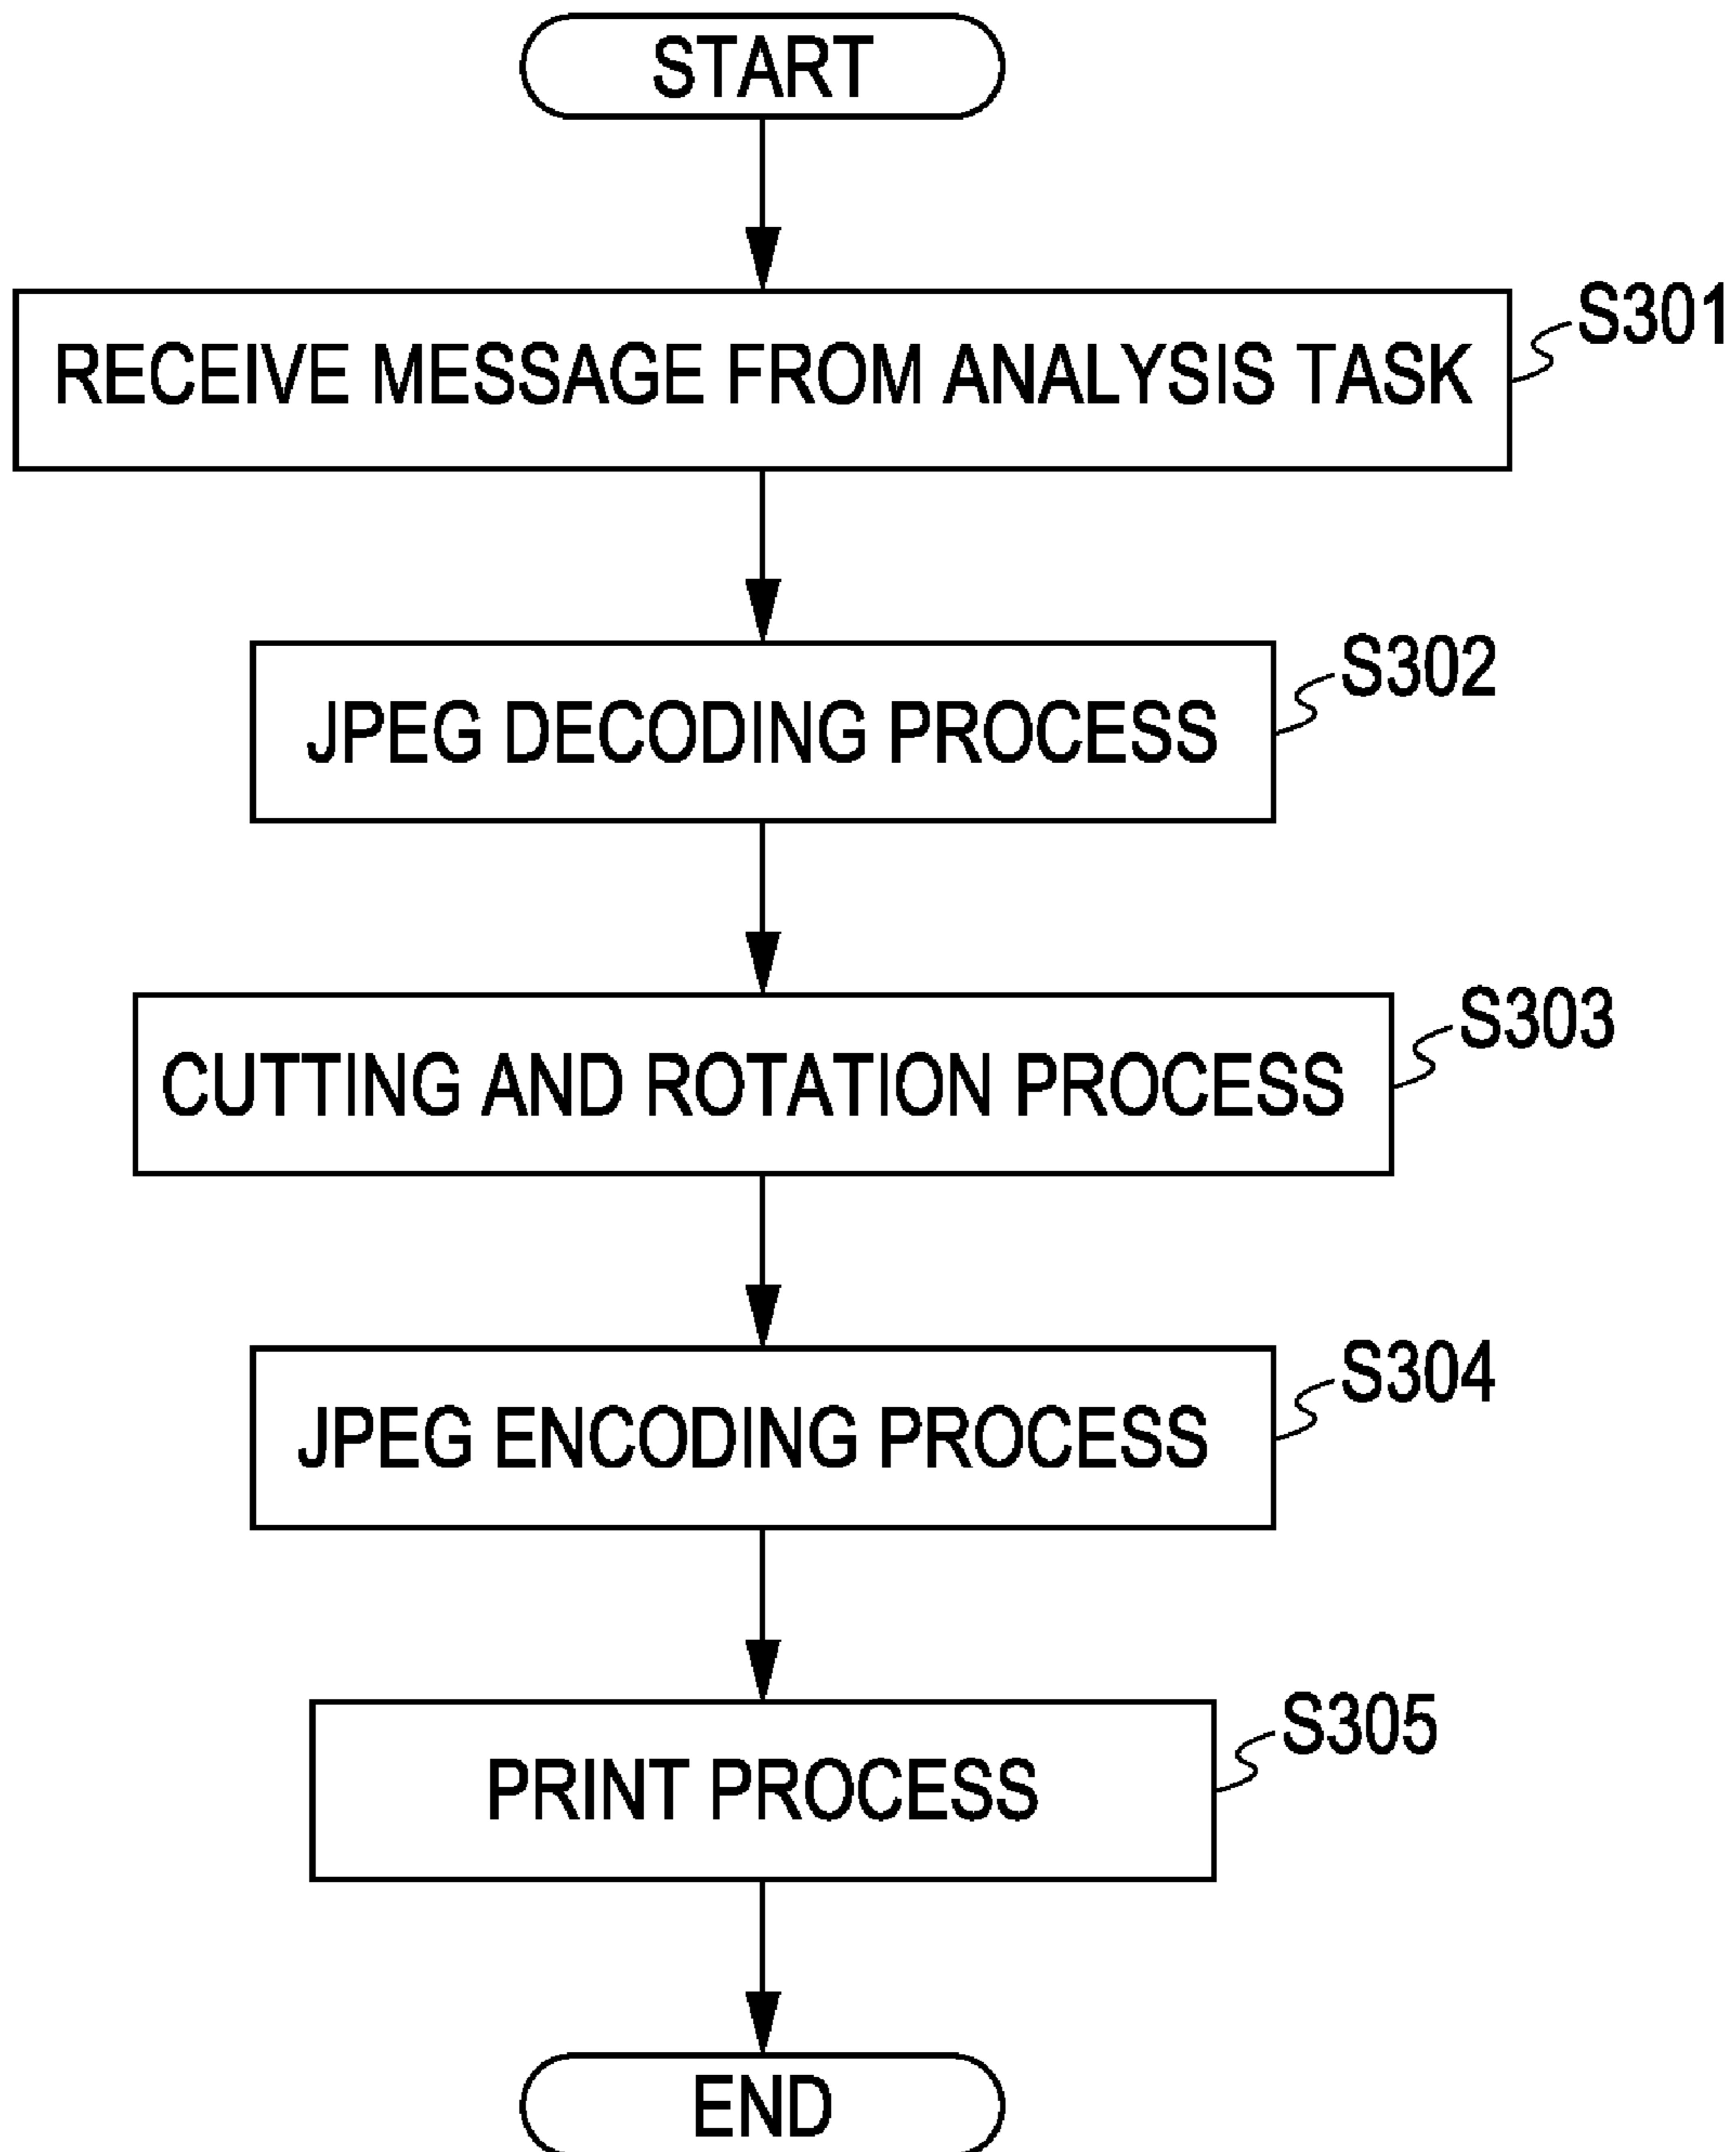 START
RECEIVE MESSAGE FROM ANALYSIS TASK
S301
JPEG DECODING PROCESS
S302
CUTTING AND ROTATION PROCESS
S303
JPEG ENCODING PROCESS
S304
PRINT PROCESS
S305
END